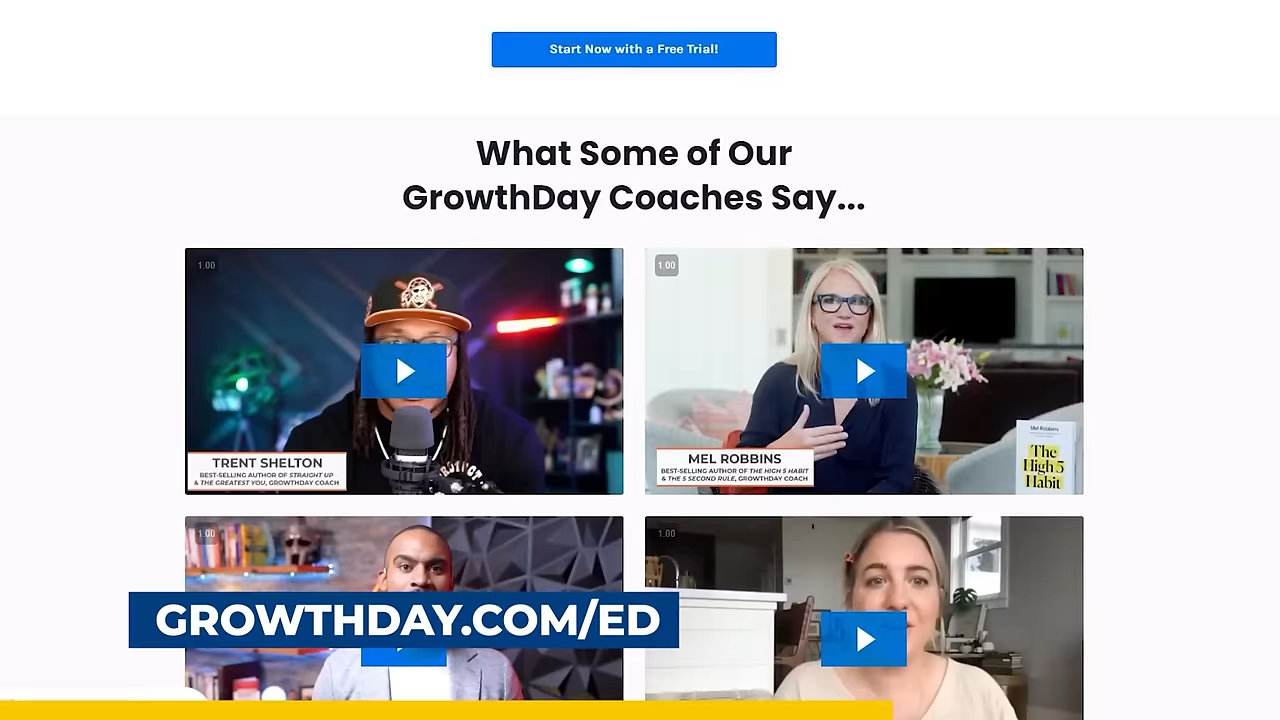 Start Now with a Free Trial!
What Some of Our
GrowthDay Coaches Say...
1.00
1.00
TRENT SHELTON
BEST-SELLING AUTHOR OF STRAIGHT UP
& THE GREATEST YOU, GROWTHDAY COACH
MEL ROBBINS
BEST-SELLING AUTHOR OF THE HIGH 5 HABIT
& THE 5 SECOND RULE, GROWTHDAY COACH
Mel Robbins
The
High 5
Habit
1.00
1.00
GROWTHDAY.COM/ED